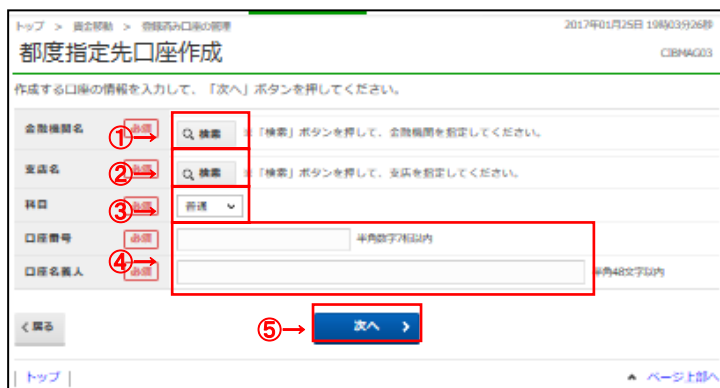 トップ > 資金移動 > 登録済み口座の管理 2017年01月25日 19時03分26秒
都度指定先口座作成 CIBMAG03
作成する口座の情報を入力して、「次へ」ボタンを押してください。
金融機関名 必須 ①→ 検索 ※「検索」ボタンを押して、金融機関を指定してください。
支店名 必須 ②→ 検索 ※「検索」ボタンを押して、支店を指定してください。
科目 必須 ③→ 普通
口座番号 必須 半角数字7桁以内
④→
口座名義人 必須 半角48文字以内
<戻る ⑤→ 次へ >
トップ | ページ上部へ